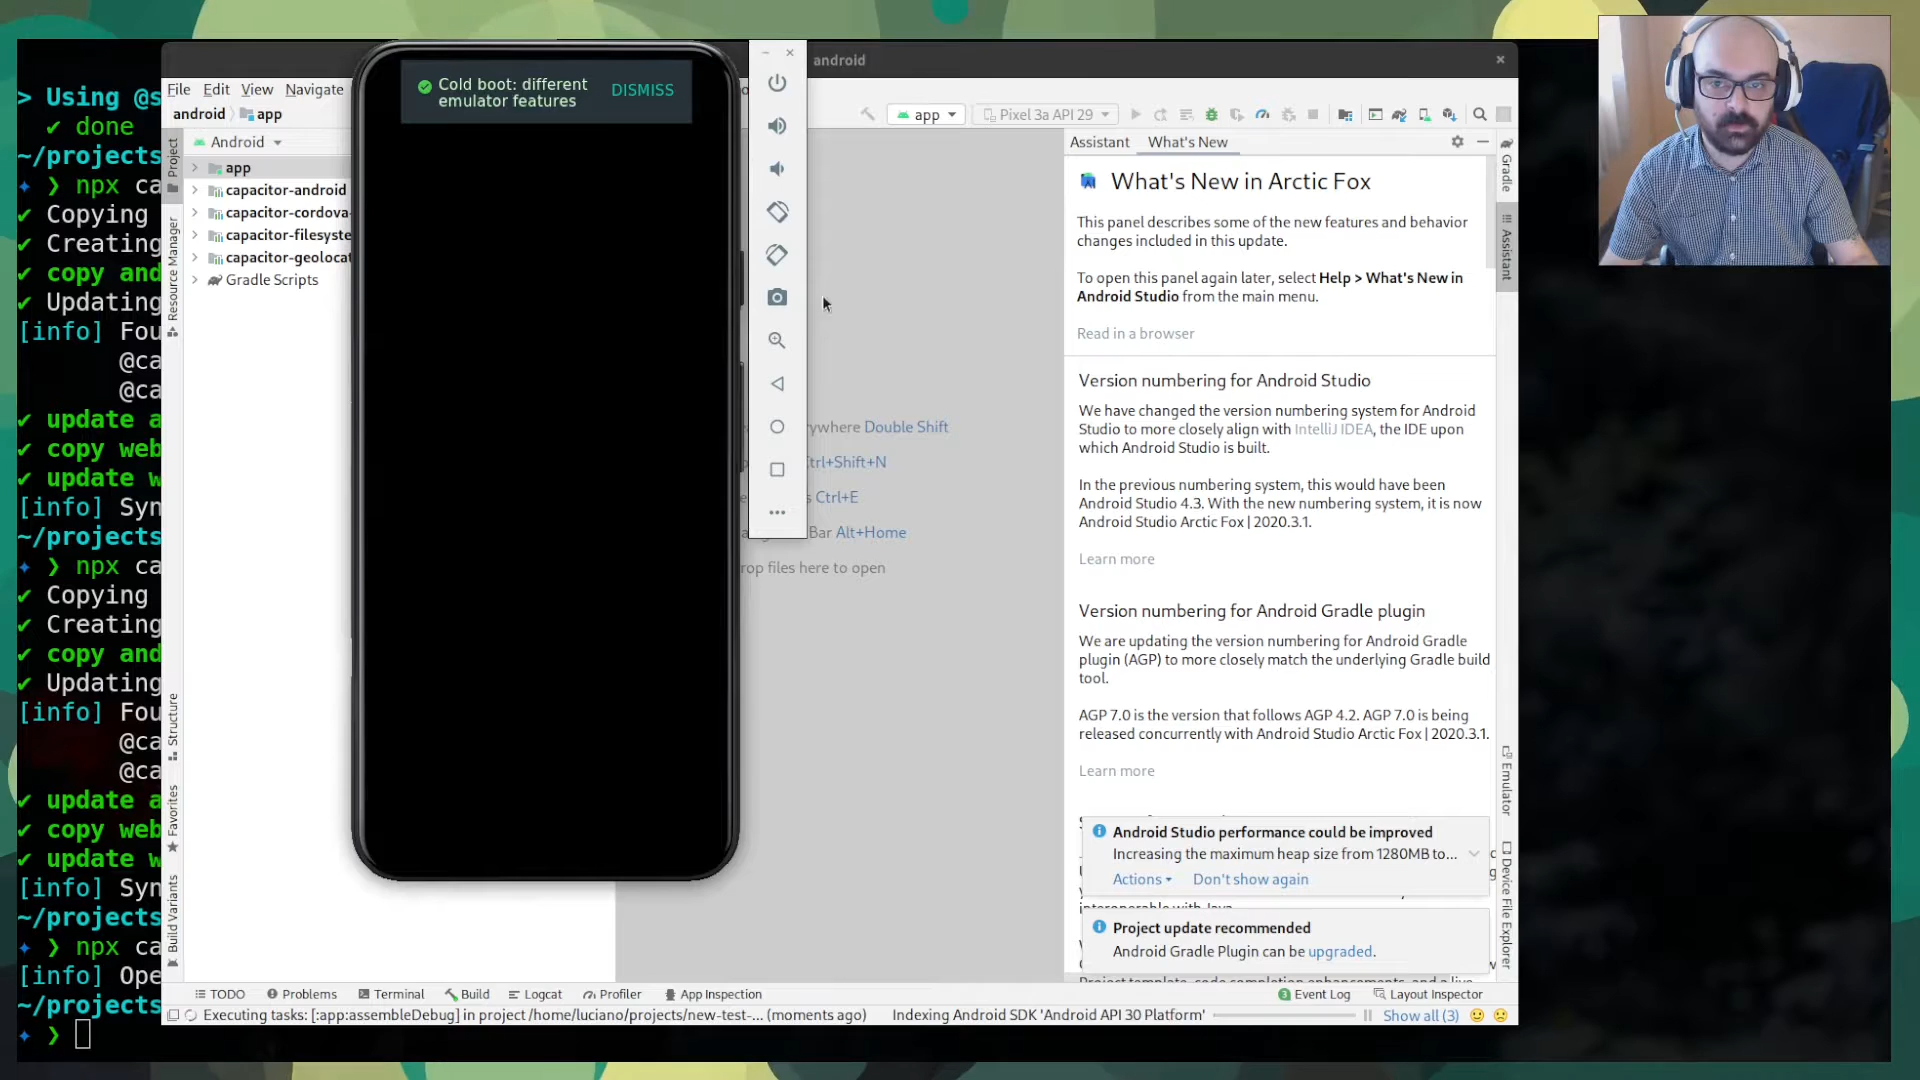 > Using @s
✔ done
~/projects
❯ npx ca
✔ Copying
✔ Creating
✔ copy and
✔ Updating
[info] Fou
@ca
@ca
✔ update a
✔ copy web
✔ update w
[info] Syn
~/projects
❯ npx ca
✔ Copying
✔ Creating
✔ copy and
✔ Updating
[info] Fou
@ca
@ca
✔ update a
✔ copy web
✔ update w
[info] Syn
~/projects
❯ npx ca
[info] Ope
~/projects
❯
android
File Edit View Navigate
android app
app
Pixel 3a API 29
Android
app
capacitor-android
capacitor-cordova-
capacitor-filesyste
capacitor-geolocat
Gradle Scripts
Project
Resource Manager
Structure
Favorites
Build Variants
Cold boot: different
emulator features
DISMISS
ywhere Double Shift
Ctrl+Shift+N
s Ctrl+E
Bar Alt+Home
rop files here to open
Assistant What's New
What's New in Arctic Fox
This panel describes some of the new features and behavior
changes included in this update.
To open this panel again later, select Help > What's New in
Android Studio from the main menu.
Read in a browser
Version numbering for Android Studio
We have changed the version numbering system for Android
Studio to more closely align with IntelliJ IDEA, the IDE upon
which Android Studio is built.
In the previous numbering system, this would have been
Android Studio 4.3. With the new numbering system, it is now
Android Studio Arctic Fox | 2020.3.1.
Learn more
Version numbering for Android Gradle plugin
We are updating the version numbering for Android Gradle
plugin (AGP) to more closely match the underlying Gradle build
tool.
AGP 7.0 is the version that follows AGP 4.2. AGP 7.0 is being
released concurrently with Android Studio Arctic Fox | 2020.3.1.
Learn more
Android Studio performance could be improved
Increasing the maximum heap size from 1280MB to...
Actions Don't show again
Project update recommended
Android Gradle Plugin can be upgraded.
Gradle
Assistant
Emulator
Device File Explorer
TODO Problems Terminal Build Logcat Profiler App Inspection
3 Event Log Layout Inspector
Executing tasks: [:app:assembleDebug] in project /home/luciano/projects/new-test-... (moments ago)
Indexing Android SDK 'Android API 30 Platform'
Show all (3)